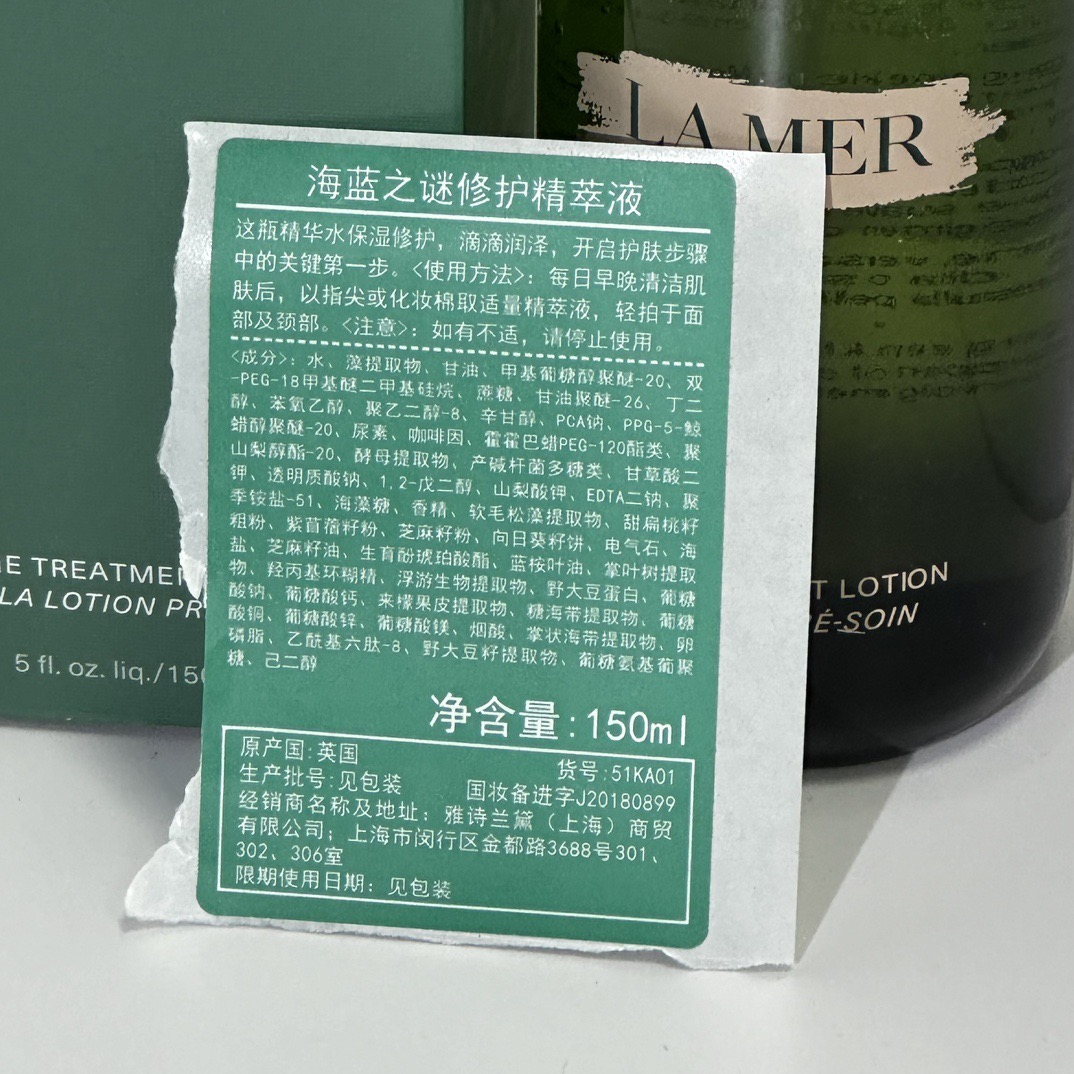 LA MER
海蓝之谜修护精萃液
这瓶精华水保湿修护，滴滴润泽，开启护肤步骤
中的关键第一步。<使用方法>：每日早晚清洁肌
肤后，以指尖或化妆棉取适量精萃液，轻拍于面
部及颈部。<注意>：如有不适，请停止使用。
<成分>：水、藻提取物、甘油、甲基葡糖醇聚醚-20、双
-PEG-18甲基醚二甲基硅烷、蔗糖、甘油聚醚-26、丁二
醇、苯氧乙醇、聚乙二醇-8、辛甘醇、PCA钠、PPG-5-鲸
蜡醇聚醚-20、尿素、咖啡因、霍霍巴蜡PEG-120酯类、聚
山梨醇酯-20、酵母提取物、产碱杆菌多糖类、甘草酸二
钾、透明质酸钠、1,2-戊二醇、山梨酸钾、EDTA二钠、聚
季铵盐-51、海藻糖、香精、软毛松藻提取物、甜扁桃籽
粗粉、紫苜蓿籽粉、芝麻籽粉、向日葵籽饼、电气石、海
盐、芝麻籽油、生育酚琥珀酸酯、蓝桉叶油、掌叶树提取
物、羟丙基环糊精、浮游生物提取物、野大豆蛋白、葡糖
酸钠、葡糖酸钙、来檬果皮提取物、糖海带提取物、葡糖
酸铜、葡糖酸锌、葡糖酸镁、烟酸、掌状海带提取物、卵
磷脂、乙酰基六肽-8、野大豆籽提取物、葡糖氨基葡聚
糖、己二醇
净含量:150ml
原产国:英国
货号:51KA01
生产批号:见包装
国妆备进字J20180899
经销商名称及地址：雅诗兰黛（上海）商贸
有限公司；上海市闵行区金都路3688号301、
302、306室
限期使用日期：见包装
E TREATMEN
LA LOTION PR
5 fl. oz. liq./150
T LOTION
É-SOIN